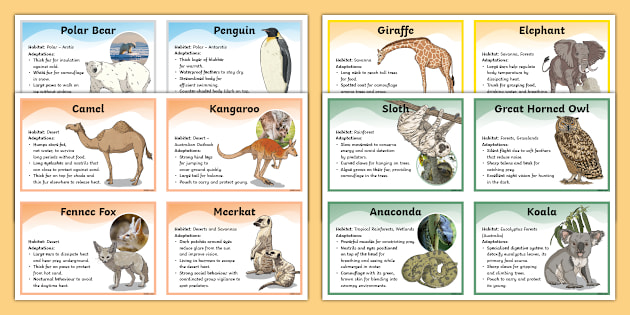 Polar Bear
Habitat: Polar – Arctic
Adaptations:
• Thick fur for insulation
against cold.
• White fur for camouflage
in snow.
• Large paws to walk on
Penguin
Habitat: Polar – Antarctic
Adaptations:
• Thick layer of blubber
for warmth.
• Waterproof feathers to stay dry.
• Streamlined body for
efficient swimming.
Giraffe
Habitat: Savanna
Adaptations:
• Long neck to reach tall trees
for food.
• Spotted coat for camouflage
Elephant
Habitat: Savanna, Forests
Adaptations:
• Large ears help regulate
body temperature by
dissipating heat.
• Trunk for grasping food,
Camel
Habitat: Desert
Adaptations:
• Humps store fat,
not water, to survive
long periods without food.
• Long eyelashes and nostrils that
can close to protect against sand.
• Thick fur on top for shade and
thin fur elsewhere to release heat.
Kangaroo
Habitat: Desert –
Australian Outback
Adaptations:
• Strong hind legs
for jumping to
cover ground quickly.
• Large tail for balance.
• Pouch to carry and protect young.
Sloth
Habitat: Rainforest
Adaptations:
• Slow movement to conserve
energy and avoid detection
by predators.
• Curved claws for hanging on trees.
• Algae grows on their fur, providing
camouflage in the trees.
Great Horned Owl
Habitat: Forests, Grasslands
Adaptations:
• Silent flight due to soft feathers
that reduce noise.
• Sharp talons and beak for
catching prey.
• Excellent night vision for hunting
in the dark.
Fennec Fox
Habitat: Desert
Adaptations:
• Large ears to dissipate heat
and hear prey underground.
• Thick fur on paws to protect
from hot sand.
• Nocturnal behaviour to avoid
the daytime heat.
Meerkat
Habitat: Deserts and Savannas
Adaptations:
• Dark patches around eyes
reduce glare from the sun
and improve vision.
• Living in burrows to escape
the desert heat.
• Strong social behaviour with
coordinated group vigilance to
spot predators.
Anaconda
Habitat: Tropical Rainforests, Wetlands
Adaptations:
• Powerful muscles for constricting prey.
• Nostrils and eyes positioned
on top of the head for
breathing and seeing while
submerged in water.
• Camouflage with its green,
brown skin for blending into
swampy environments.
Koala
Habitat: Eucalyptus Forests
(Australia)
Adaptations:
• Specialised digestive system to
detoxify eucalyptus leaves, its
primary food source.
• Sharp claws for gripping
and climbing trees.
• Pouch to carry and protect
its young.